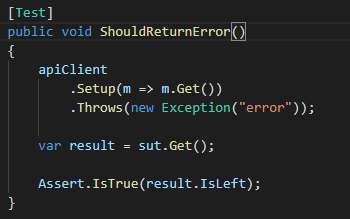 [Test]
public void ShouldReturnError()
{
    apiClient
        .Setup(m => m.Get())
        .Throws(new Exception("error"));

    var result = sut.Get();

    Assert.IsTrue(result.IsLeft);
}